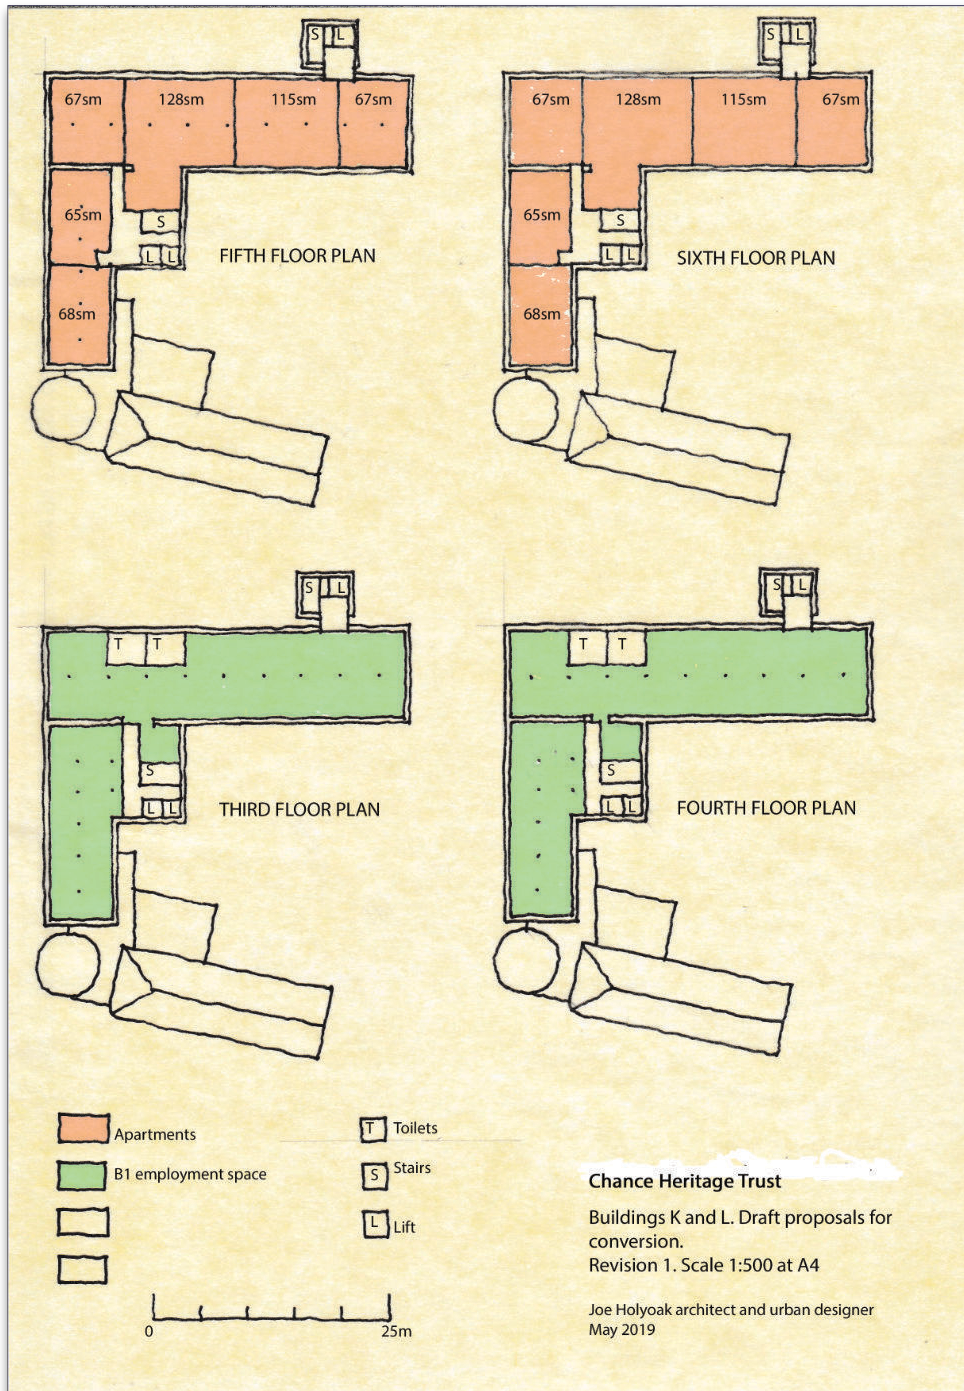 S L
67sm 128sm 115sm 67sm
65sm
S
L L
68sm
FIFTH FLOOR PLAN
S L
67sm 128sm 115sm 67sm
65sm
S
L L
68sm
SIXTH FLOOR PLAN
S L
T T
S
L L
THIRD FLOOR PLAN
S L
T T
S
L L
FOURTH FLOOR PLAN
Apartments
B1 employment space
T Toilets
S Stairs
L Lift
0 25m
Chance Heritage Trust
Buildings K and L. Draft proposals for
conversion.
Revision 1. Scale 1:500 at A4
Joe Holyoak architect and urban designer
May 2019